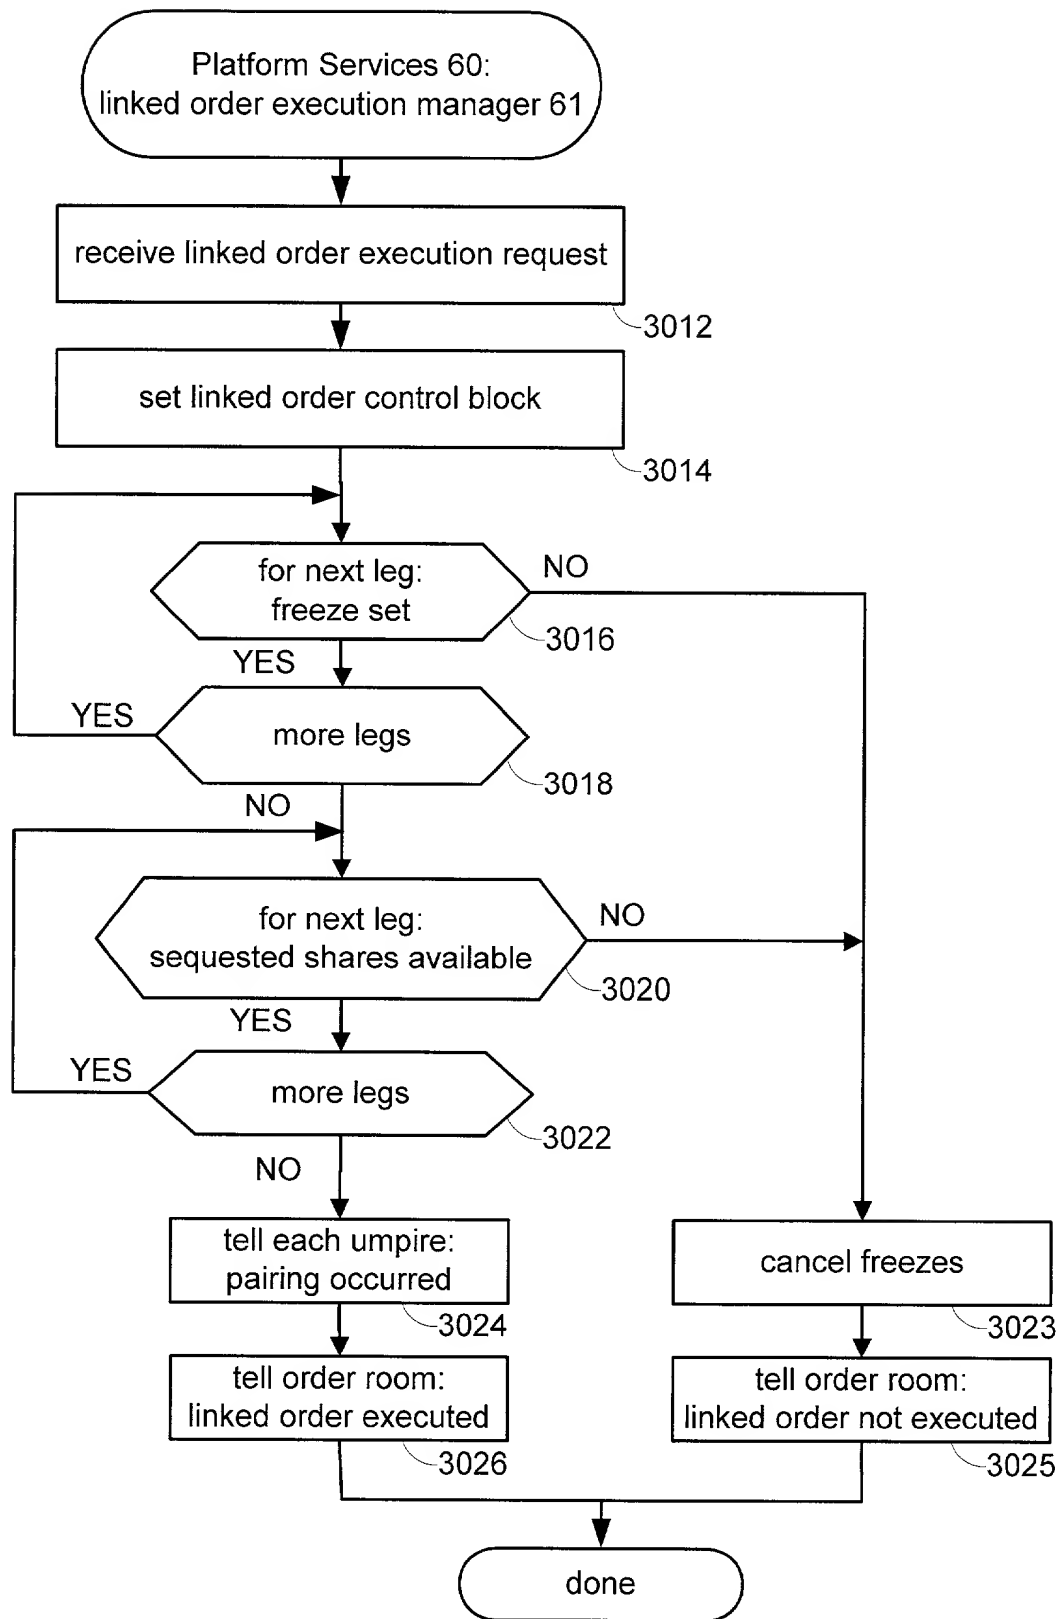 Platform Services 60:
linked order execution manager 61
receive linked order execution request
3012
set linked order control block
3014
for next leg:
freeze set
NO
3016
YES
YES
more legs
3018
NO
for next leg:
sequested shares available
NO
3020
YES
YES
more legs
3022
NO
tell each umpire:
pairing occurred
3024
cancel freezes
3023
tell order room:
linked order executed
3026
tell order room:
linked order not executed
3025
done